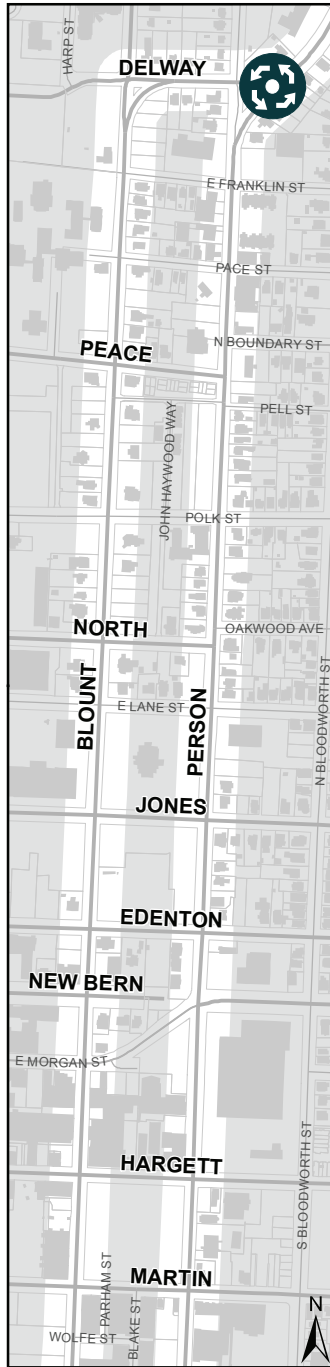 HARP ST
DELWAY
E FRANKLIN ST
PACE ST
N BOUNDARY ST
PEACE
PELL ST
JOHN HAYWOOD WAY
POLK ST
OAKWOOD AVE
NORTH
BLOUNT
PERSON
E LANE ST
N BLOODWORTH ST
JONES
EDENTON
NEW BERN
E MORGAN ST
S BLOODWORTH ST
HARGETT
PARHAM ST
BLAKE ST
MARTIN
WOLFE ST
N